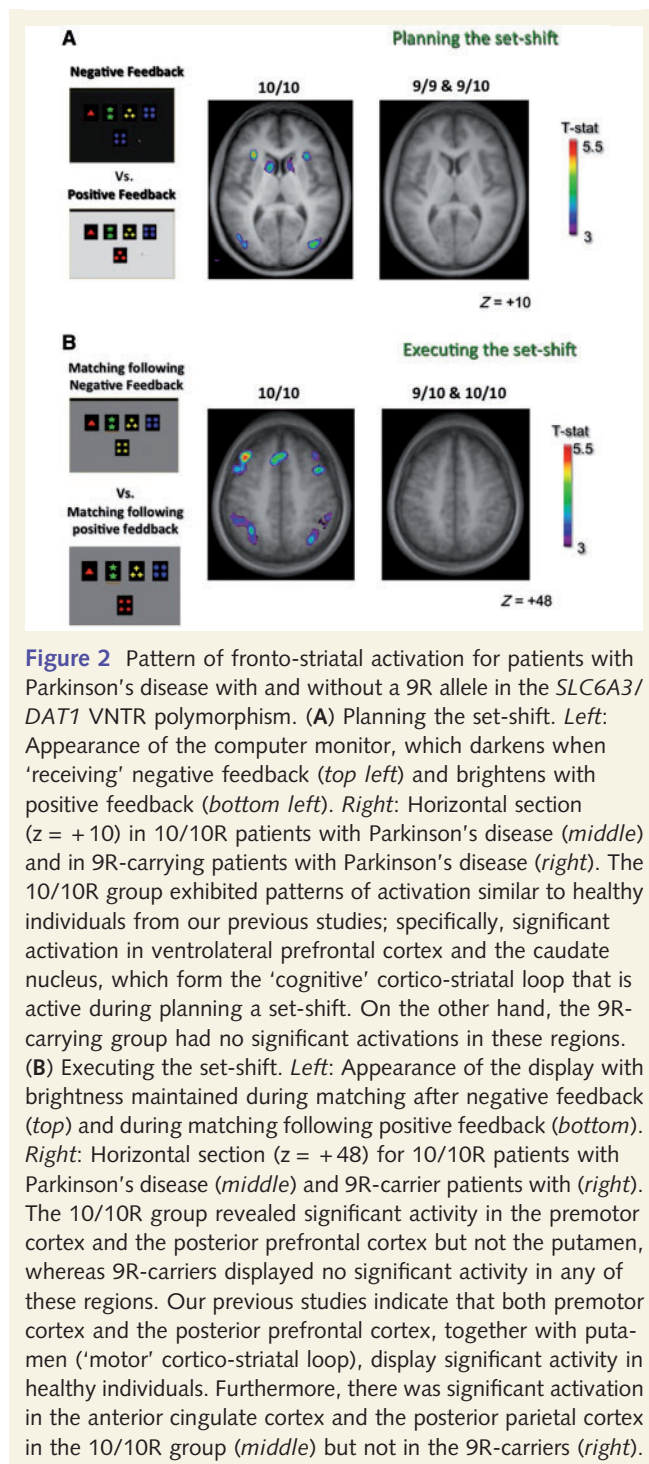 A
Planning the set-shift
Negative Feedback
10/10
9/9 & 9/10
T-stat
5.5
Vs.
Positive Feedback
3
Z = +10
B
Executing the set-shift
Matching following
Negative Feedback
10/10
9/10 & 10/10
T-stat
5.5
Vs.
Matching following
positive feddback
3
Z = +48
Figure 2 Pattern of fronto-striatal activation for patients with
Parkinson's disease with and without a 9R allele in the SLC6A3/
DAT1 VNTR polymorphism. (A) Planning the set-shift. Left:
Appearance of the computer monitor, which darkens when
'receiving' negative feedback (top left) and brightens with
positive feedback (bottom left). Right: Horizontal section
(z = +10) in 10/10R patients with Parkinson's disease (middle)
and in 9R-carrying patients with Parkinson's disease (right). The
10/10R group exhibited patterns of activation similar to healthy
individuals from our previous studies; specifically, significant
activation in ventrolateral prefrontal cortex and the caudate
nucleus, which form the 'cognitive' cortico-striatal loop that is
active during planning a set-shift. On the other hand, the 9R-
carrying group had no significant activations in these regions.
(B) Executing the set-shift. Left: Appearance of the display with
brightness maintained during matching after negative feedback
(top) and during matching following positive feedback (bottom).
Right: Horizontal section (z = +48) for 10/10R patients with
Parkinson's disease (middle) and 9R-carrier patients with (right).
The 10/10R group revealed significant activity in the premotor
cortex and the posterior prefrontal cortex but not the putamen,
whereas 9R-carriers displayed no significant activity in any of
these regions. Our previous studies indicate that both premotor
cortex and the posterior prefrontal cortex, together with puta-
men ('motor' cortico-striatal loop), display significant activity in
healthy individuals. Furthermore, there was significant activation
in the anterior cingulate cortex and the posterior parietal cortex
in the 10/10R group (middle) but not in the 9R-carriers (right).